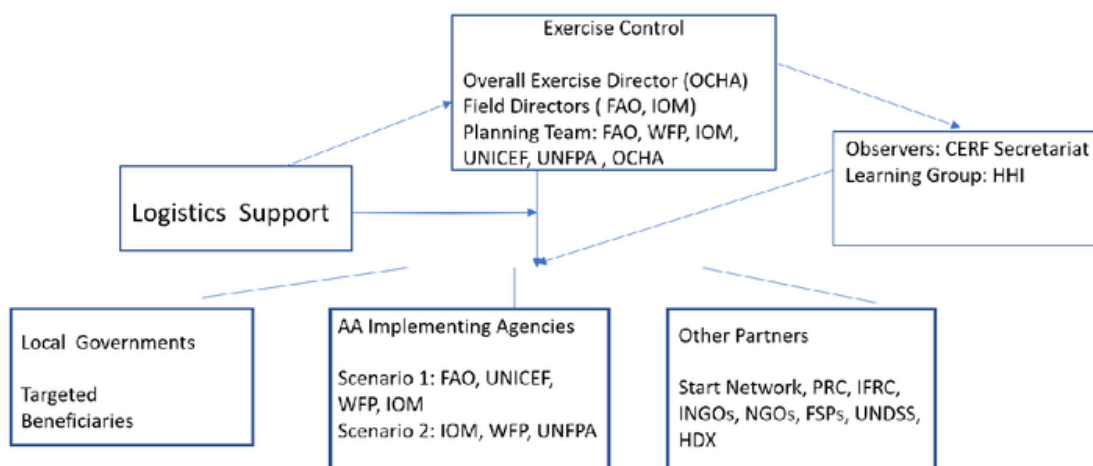 Exercise Control
Overall Exercise Director (OCHA)
Field Directors ( FAO, IOM)
Planning Team: FAO, WFP, IOM,
UNICEF, UNFPA , OCHA
Observers: CERF Secretariat
Learning Group: HHI
Logistics Support
Local Governments
Targeted
Beneficiaries
AA Implementing Agencies
Scenario 1: FAO, UNICEF,
WFP, IOM
Scenario 2: IOM, WFP, UNFPA
Other Partners
Start Network, PRC, IFRC,
INGOs, NGOs, FSPs, UNDSS,
HDX